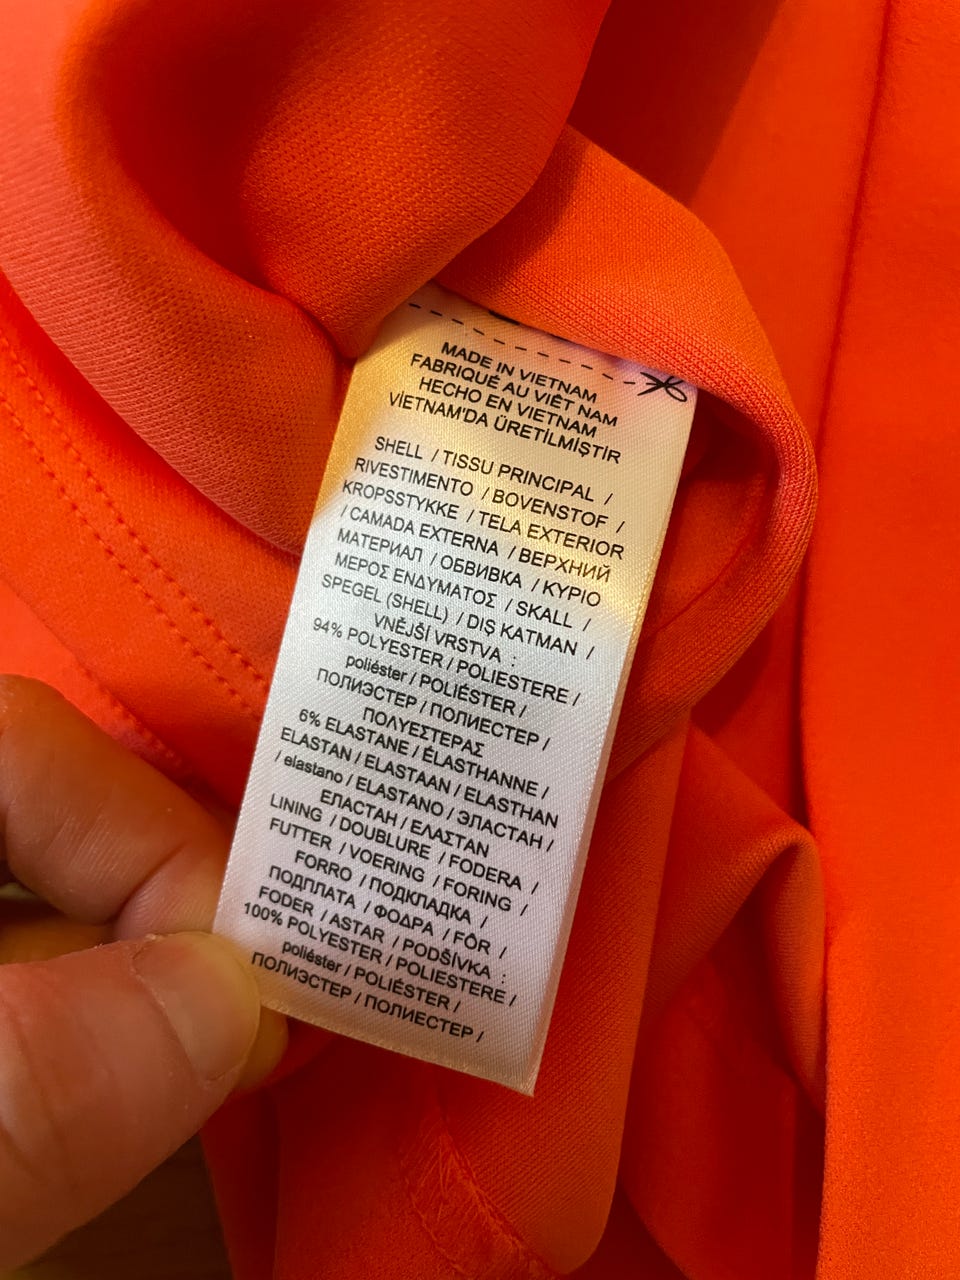 MADE IN VIETNAM
FABRIQUÉ AU VIÊT NAM
HECHO EN VIETNAM
VİETNAM'DA ÜRETİLMİŞTİR
SHELL / TISSU PRINCIPAL /
RIVESTIMENTO / BOVENSTOF /
KROPSSTYKKE / TELA EXTERIOR
/ CAMADA EXTERNA / ВЕРХНИЙ
МАТЕРИАЛ / ОБВИВКА / ΚΥΡΙΟ
ΜΕΡΟΣ ΕΝΔΥΜΑΤΟΣ / SKALL /
SPEGEL (SHELL) / DIŞ KATMAN /
VNĚJŠÍ VRSTVA :
94% POLYESTER / POLIESTERE /
poliéster / POLIÉSTER /
ПОЛИЭСТЕР / ПОЛИЕСТЕР /
ΠΟΛΥΕΣΤΕΡΑΣ
6% ELASTANE / ÉLASTHANNE /
ELASTAN / ELASTAAN / ELASTHAN
/ elastano / ELASTANO / ЭЛАСТАН /
ЕЛАСТАН / ΕΛΑΣΤΑΝ
LINING / DOUBLURE / FODERA /
FUTTER / VOERING / FORING /
FORRO / ПОДКЛАДКА /
ПОДПЛАТА / ΦΟΔΡΑ / FÔR /
FODER / ASTAR / PODŠÍVKA :
100% POLYESTER / POLIESTERE /
poliéster / POLIÉSTER /
ПОЛИЭСТЕР / ПОЛИЕСТЕР /